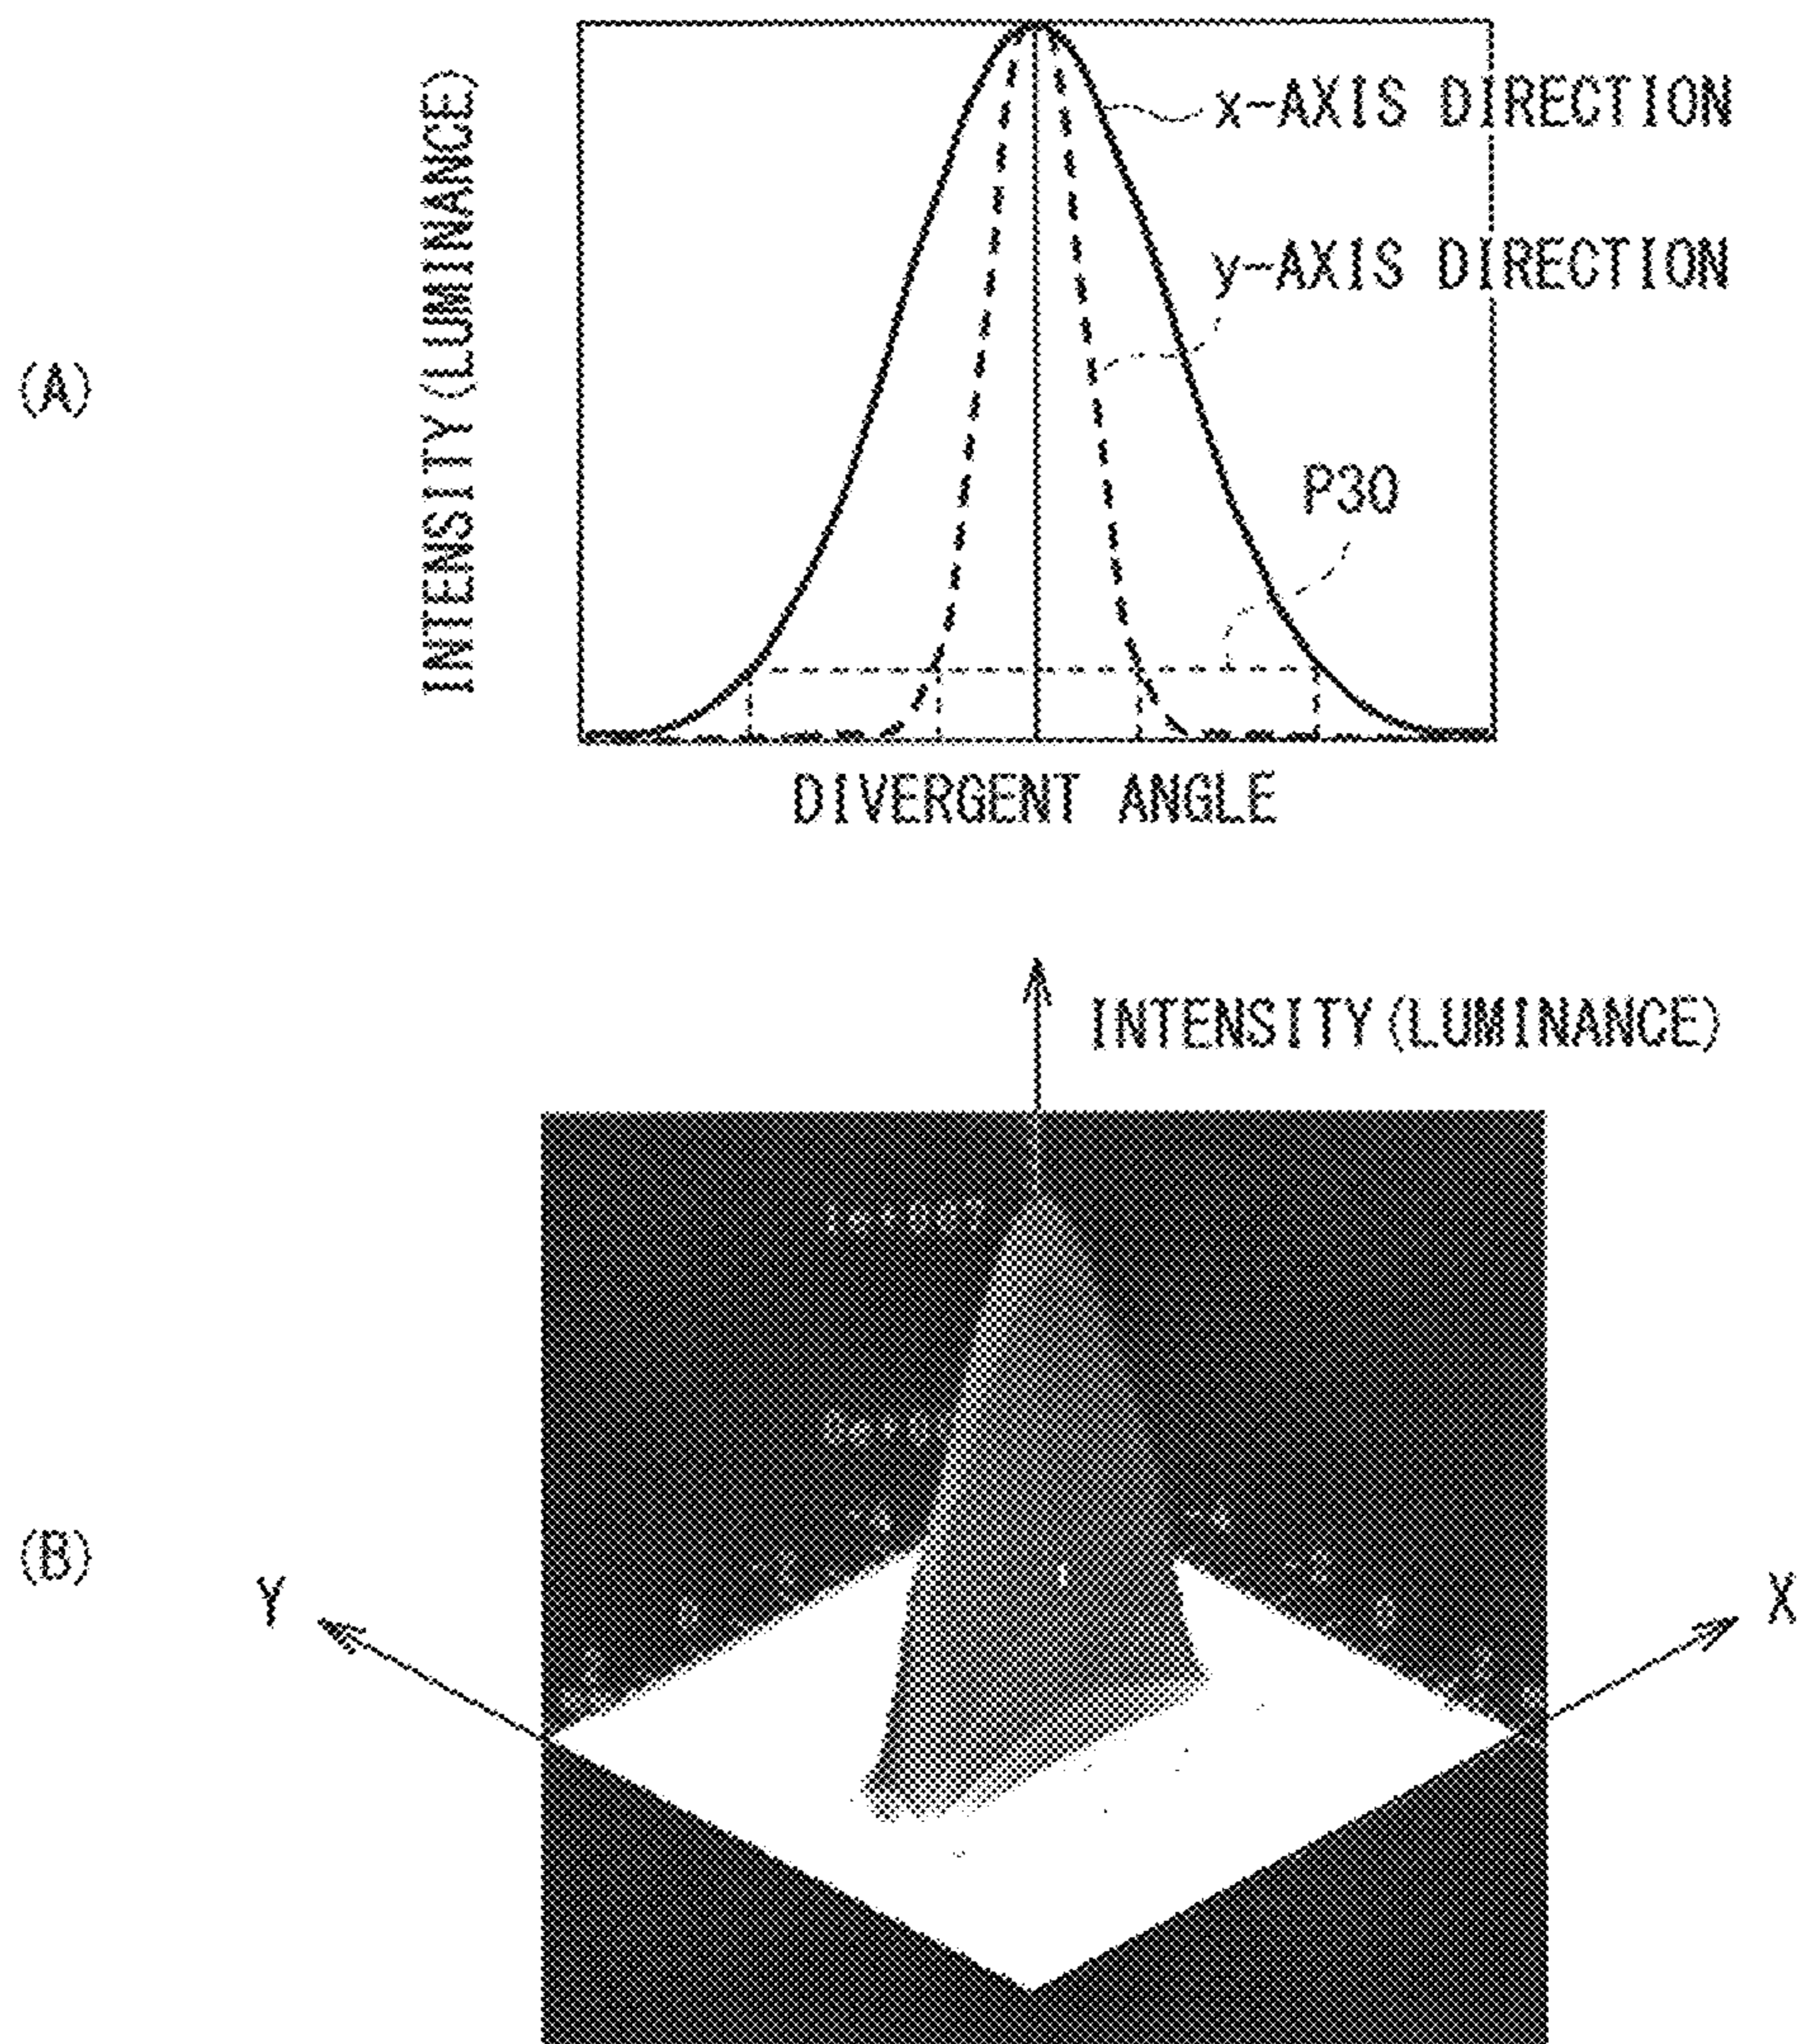 (A)
INTENSITY(LUMINANCE)
x-AXIS DIRECTION
y-AXIS DIRECTION
P30
DIVERGENT ANGLE
(B)
INTENSITY(LUMINANCE)
Y
X